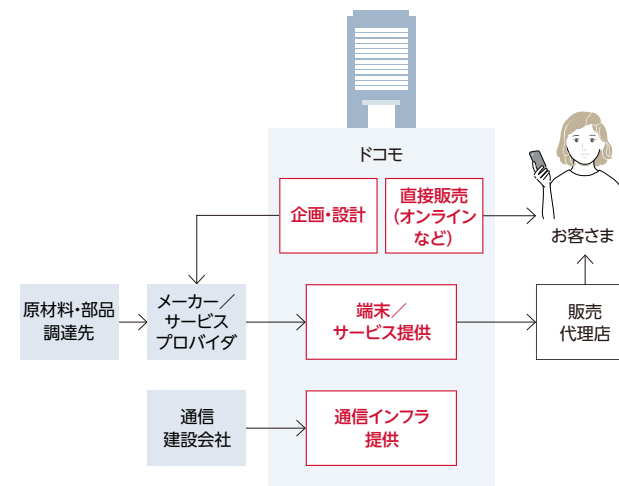 ドコモ
企画・設計
直接販売
(オンライン
など)
お客さま
原材料・部品
調達先
メーカー／
サービス
プロバイダ
端末／
サービス提供
販売
代理店
通信
建設会社
通信インフラ
提供